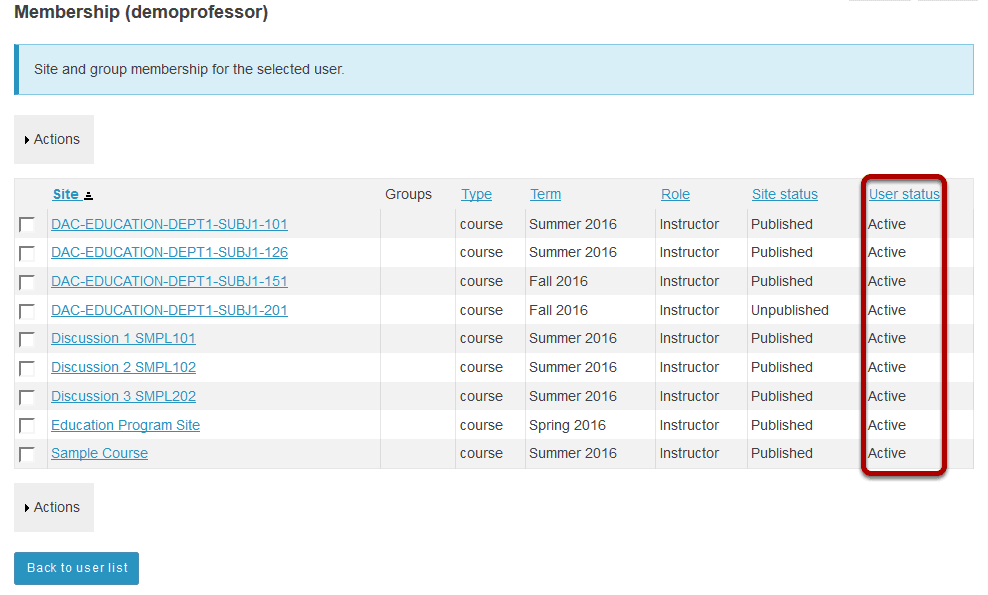 Membership (demoprofessor)
Site and group membership for the selected user.
Actions
Site Groups Type Term Role Site status User status
DAC-EDUCATION-DEPT1-SUBJ1-101 course Summer 2016 Instructor Published Active
DAC-EDUCATION-DEPT1-SUBJ1-126 course Summer 2016 Instructor Published Active
DAC-EDUCATION-DEPT1-SUBJ1-151 course Fall 2016 Instructor Published Active
DAC-EDUCATION-DEPT1-SUBJ1-201 course Fall 2016 Instructor Unpublished Active
Discussion 1 SMPL101 course Summer 2016 Instructor Published Active
Discussion 2 SMPL102 course Summer 2016 Instructor Published Active
Discussion 3 SMPL202 course Summer 2016 Instructor Published Active
Education Program Site course Spring 2016 Instructor Published Active
Sample Course course Summer 2016 Instructor Published Active
Actions
Back to user list